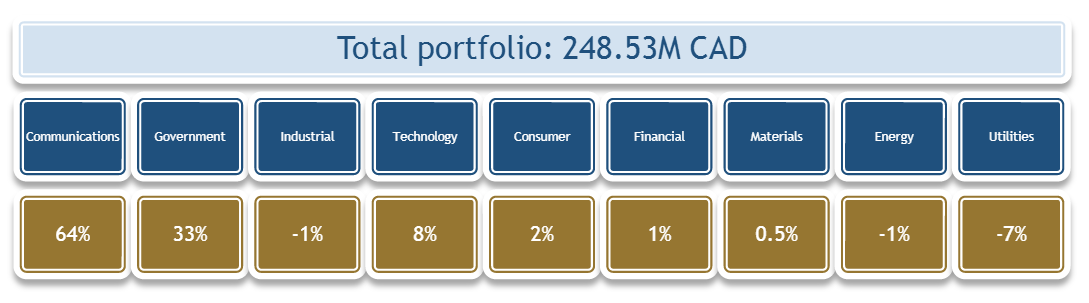 Total portfolio: 248.53M CAD
Communications Government Industrial Technology Consumer Financial Materials Energy Utilities
64% 33% -1% 8% 2% 1% 0.5% -1% -7%